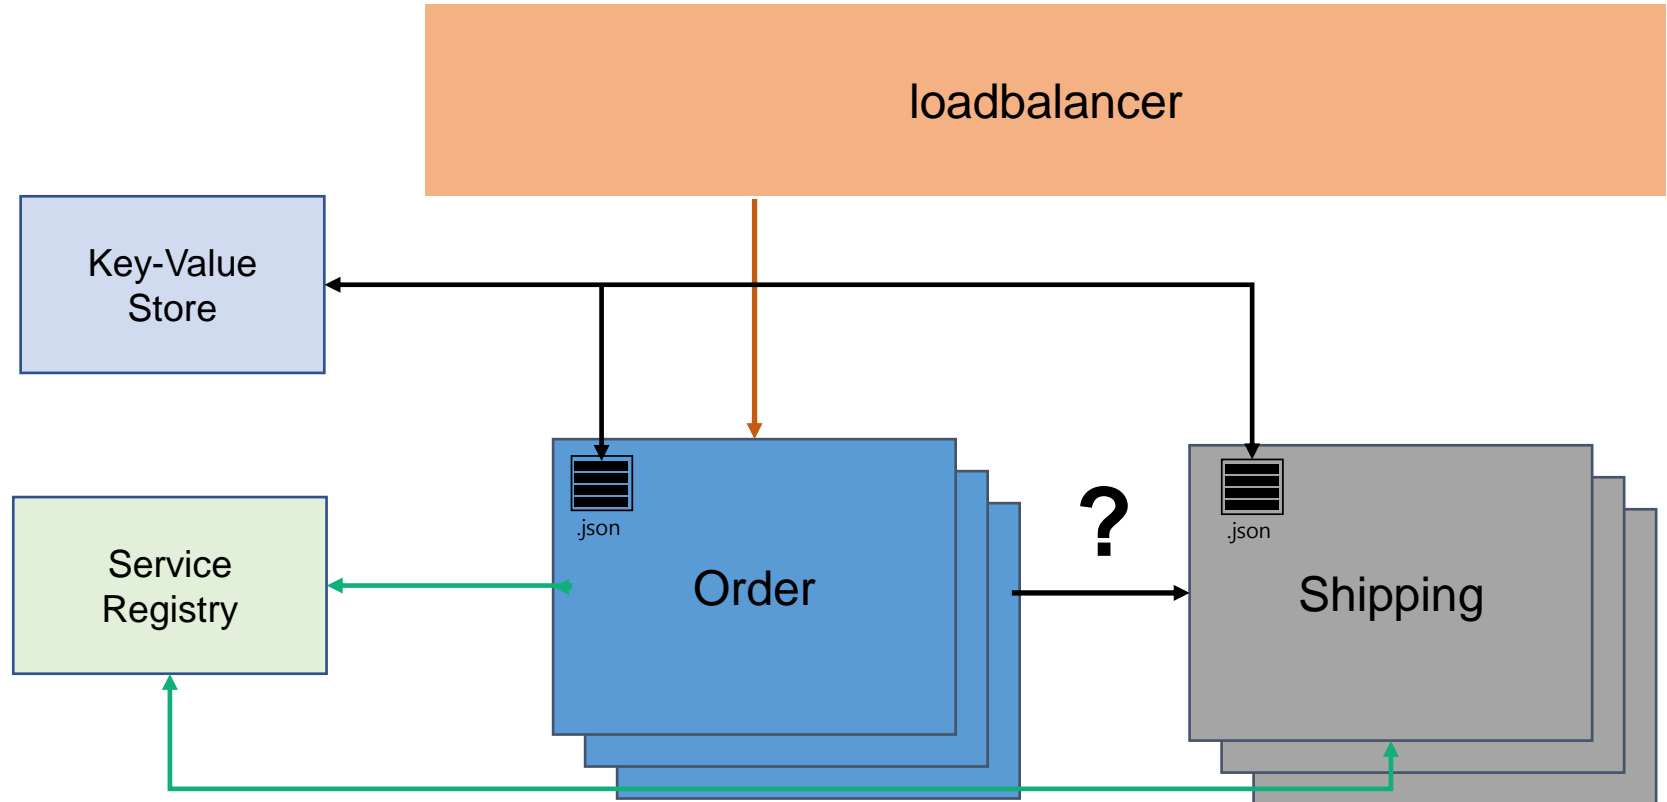 loadbalancer
Key-Value
Store
.json
Order
?
.json
Shipping
Service
Registry